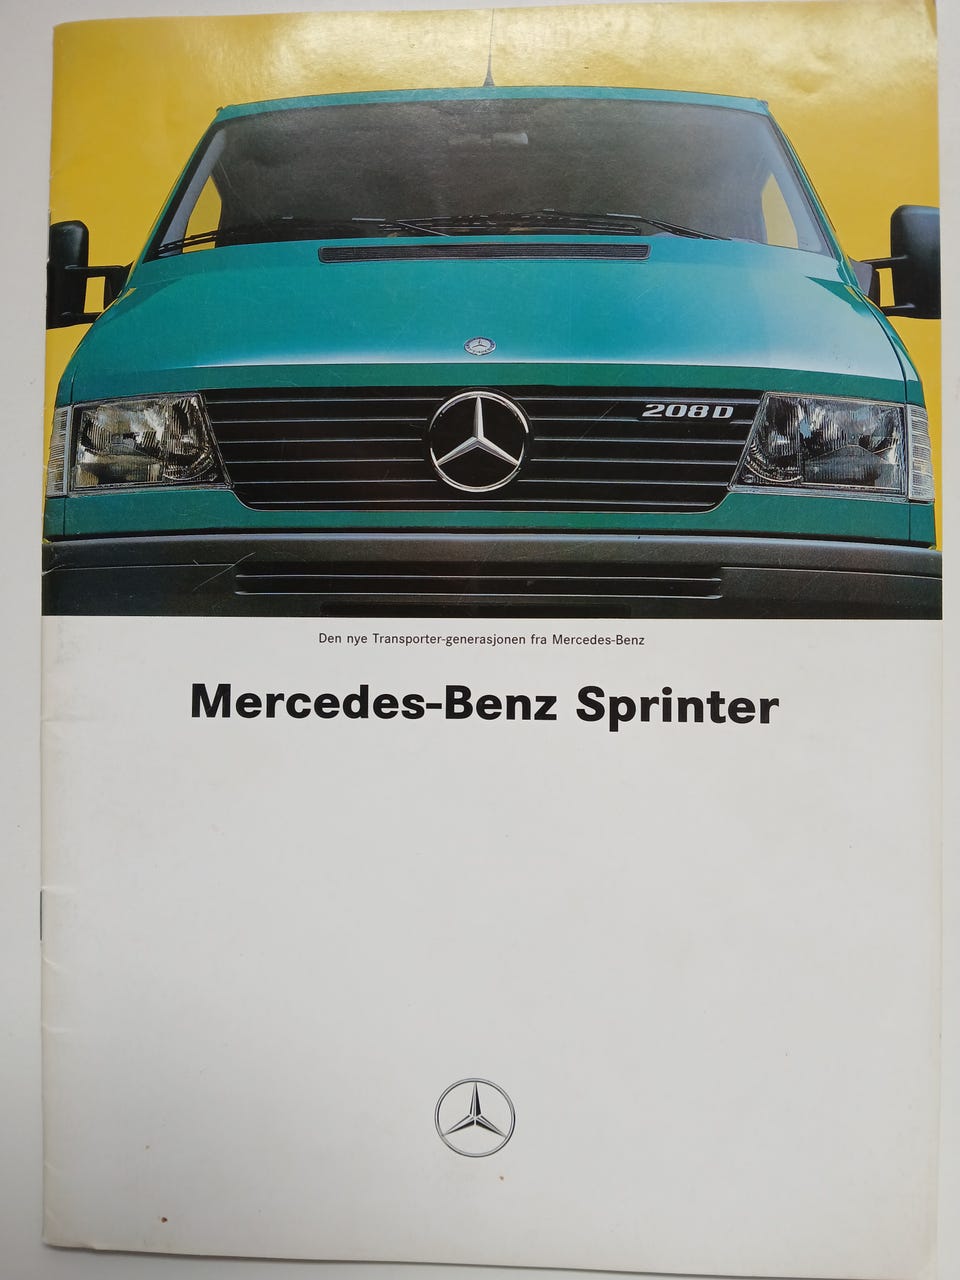 208D
Den nye Transporter-generasjonen fra Mercedes-Benz
Mercedes-Benz Sprinter